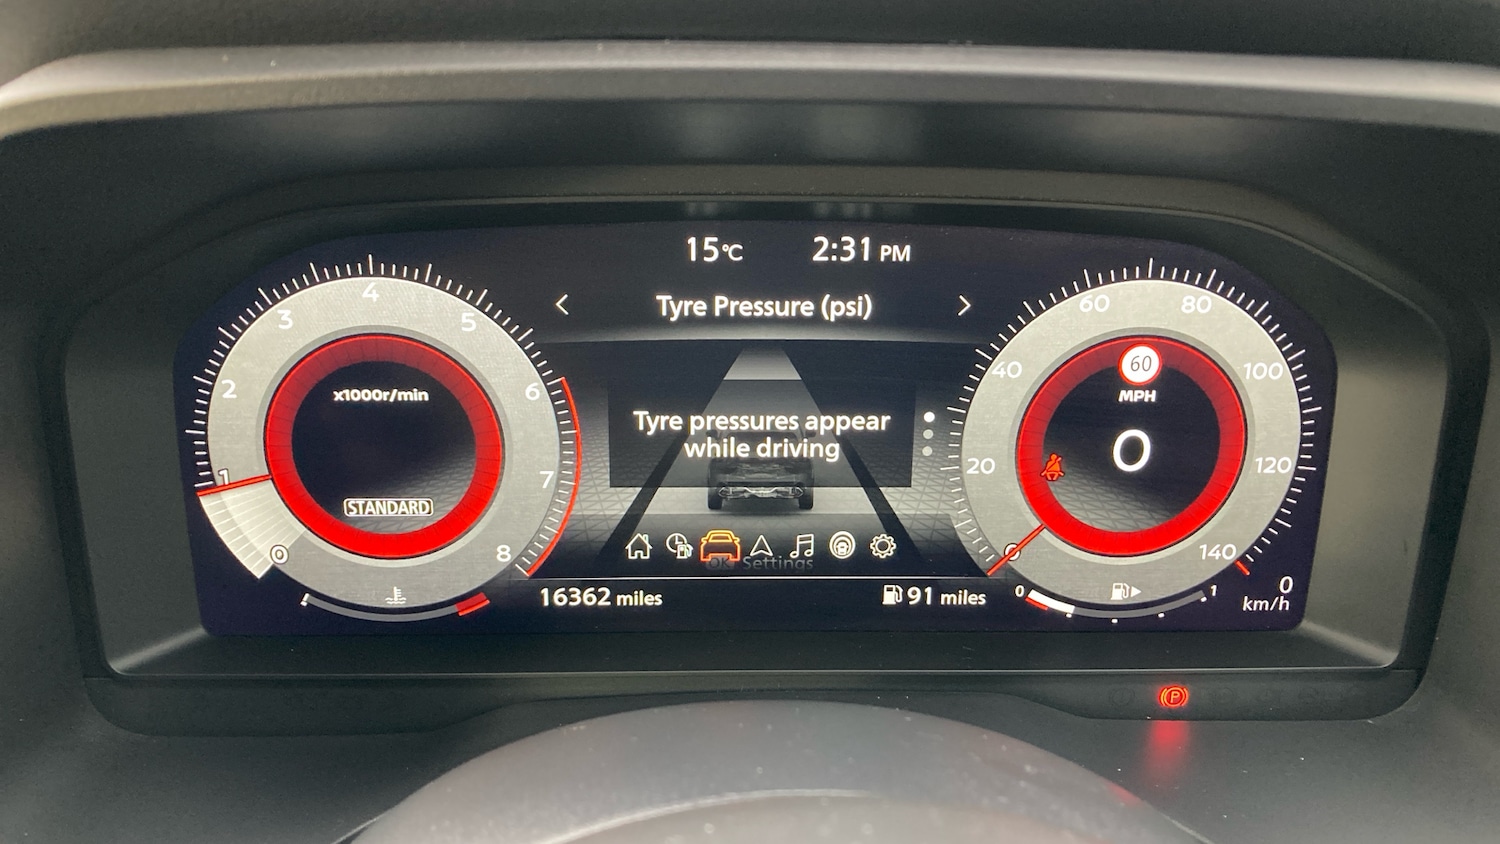 15°C 2:31 PM
< Tyre Pressure (psi) >
Tyre pressures appear
while driving
OK Settings
16362 miles
91 miles
0 1 2 3 4 5 6 7 8
x1000r/min
STANDARD
0 20 40 60 80 100 120 140
60
MPH
0
0 1
0
km/h
P